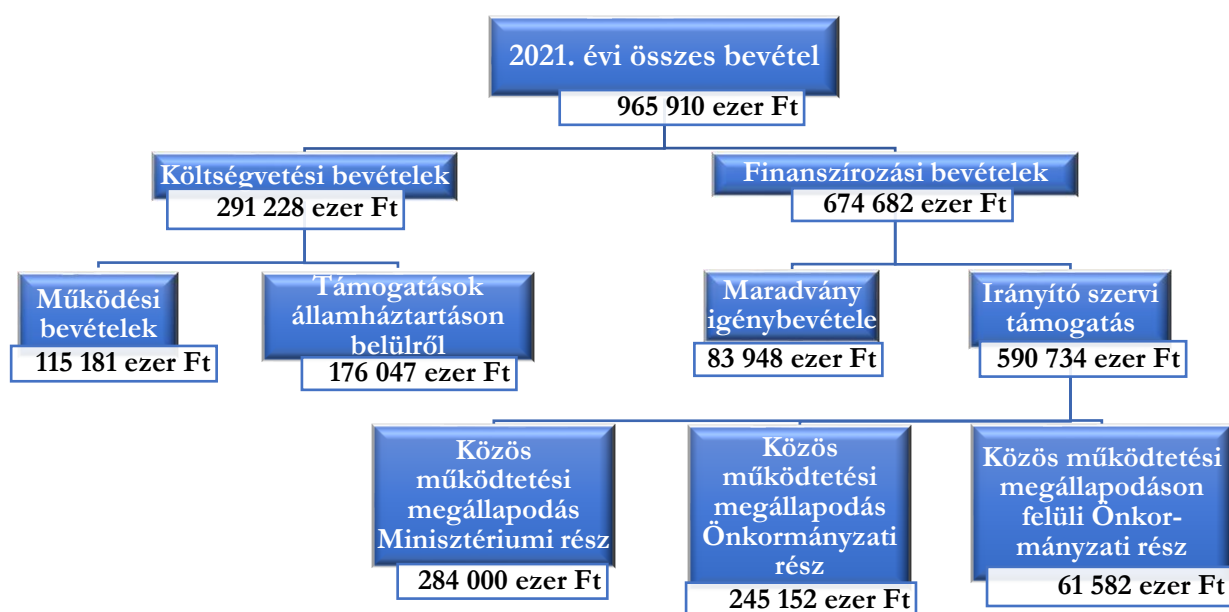 2021. évi összes bevétel
965 910 ezer Ft
Költségvetési bevételek
291 228 ezer Ft
Finanszírozási bevételek
674 682 ezer Ft
Működési
bevételek
115 181 ezer Ft
Támogatások
államháztartáson
belülről
176 047 ezer Ft
Maradvány
igénybevétele
83 948 ezer Ft
Irányító szervi
támogatás
590 734 ezer Ft
Közös
működtetési
megállapodás
Minisztériumi rész
284 000 ezer Ft
Közös
működtetési
megállapodás
Önkormányzati
rész
245 152 ezer Ft
Közös működtetési
megállapodáson
felüli Önkor-
mányzati rész
61 582 ezer Ft